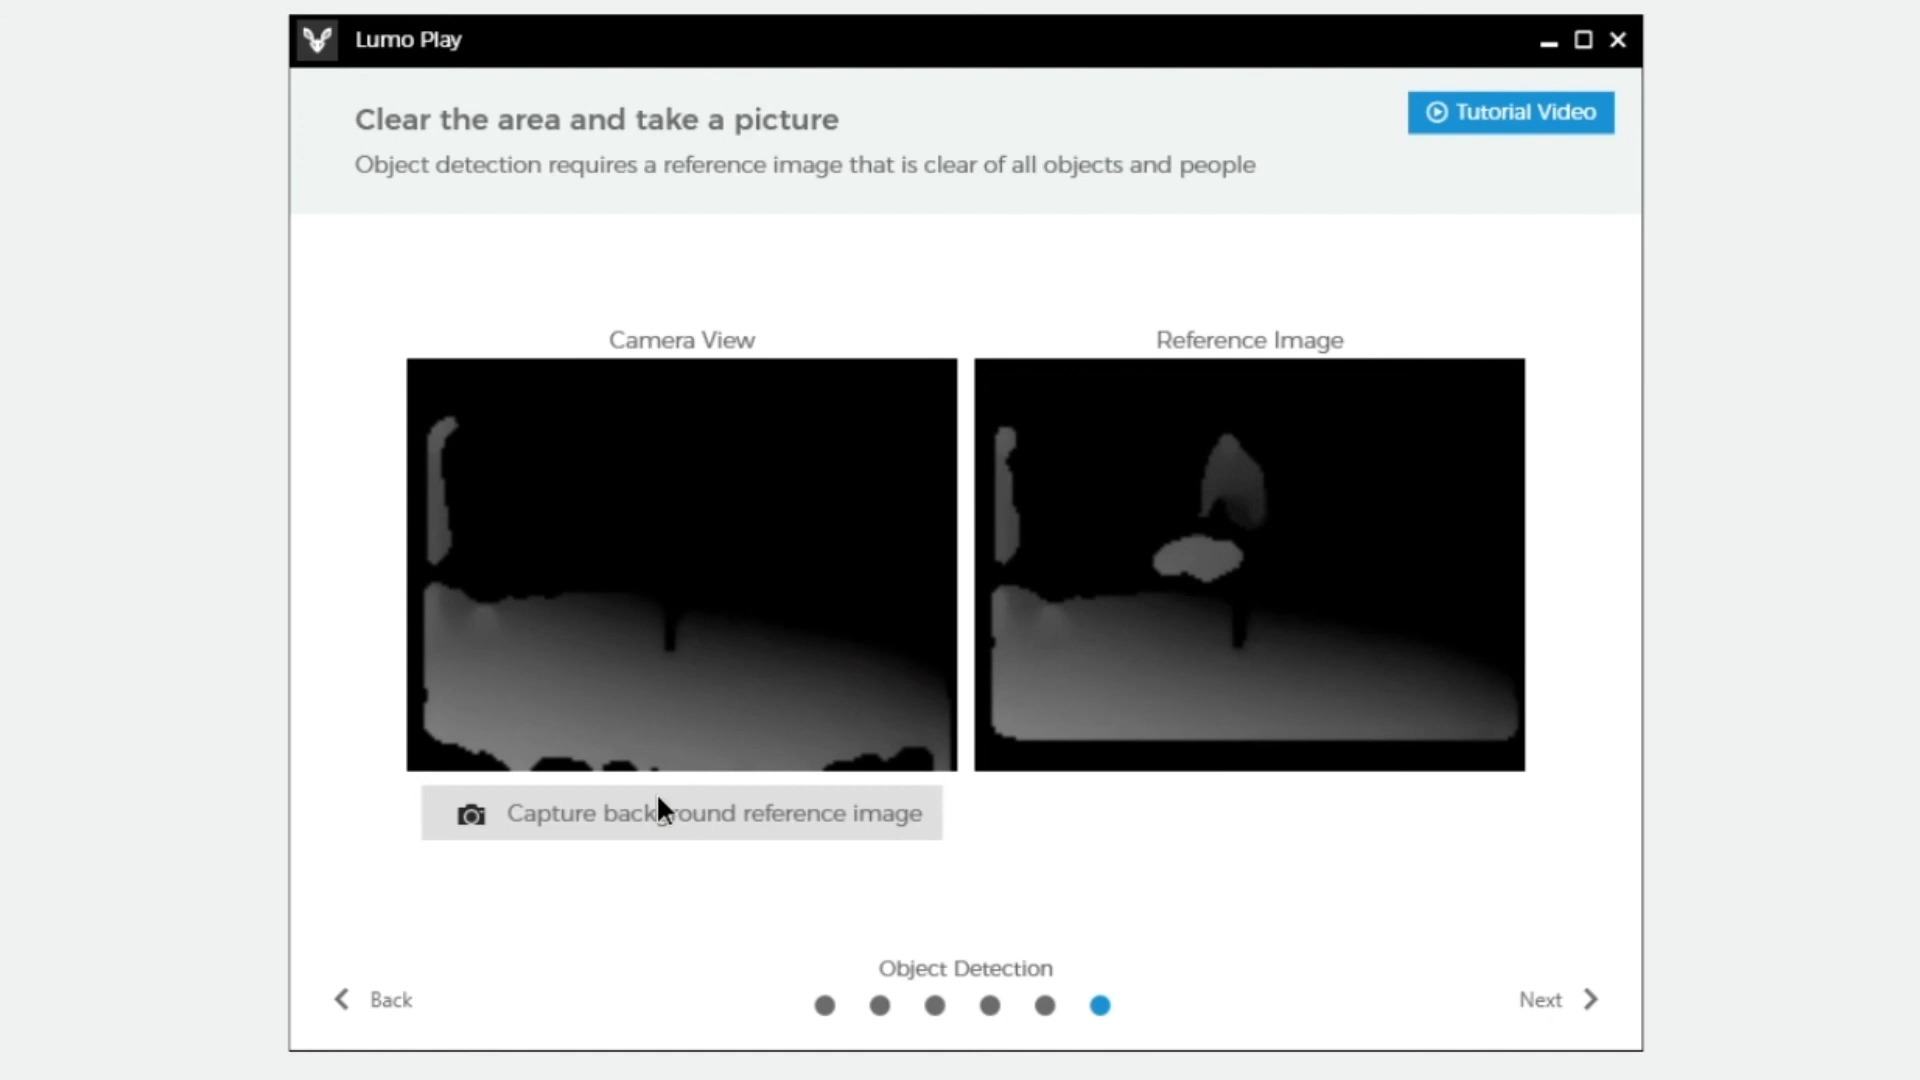 Lumo Play
Clear the area and take a picture
Tutorial Video
Object detection requires a reference image that is clear of all objects and people
Camera View
Reference Image
Capture background reference image
Object Detection
Back
Next